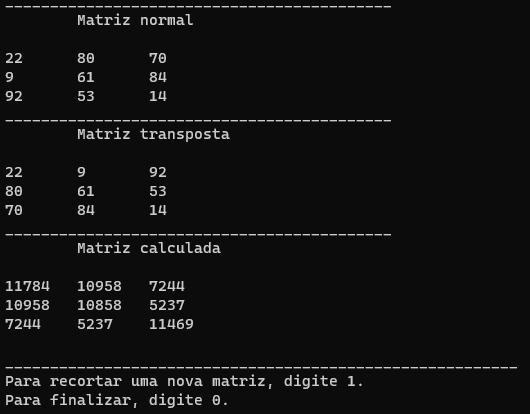 Matriz normal
22 80 70
9 61 84
92 53 14
Matriz transposta
22 9 92
80 61 53
70 84 14
Matriz calculada
11784 10958 7244
10958 10858 5237
7244 5237 11469
Para recortar uma nova matriz, digite 1.
Para finalizar, digite 0.